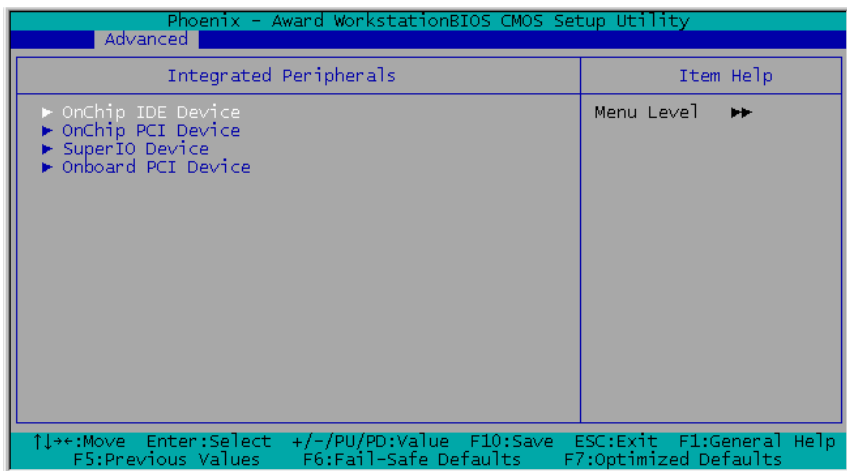 Phoenix - Award WorkstationBIOS CMOS Setup Utility
Advanced
Integrated Peripherals
Item Help
► OnChip IDE Device
► OnChip PCI Device
► SuperIO Device
► Onboard PCI Device
Menu Level ►►
↑↓→←:Move Enter:Select +/-/PU/PD:Value F10:Save ESC:Exit F1:General Help
F5:Previous Values F6:Fail-Safe Defaults F7:Optimized Defaults